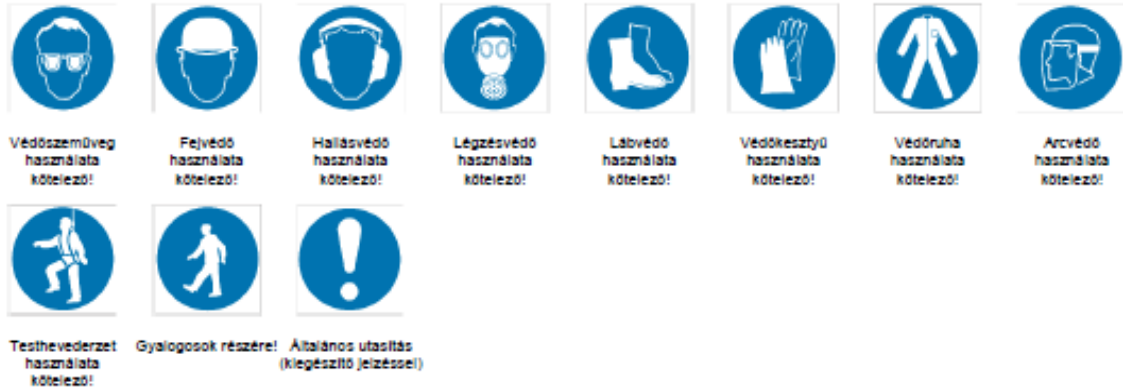 Védőszemüveg
használata
kötelező!
Fejvédő
használata
kötelező!
Hallásvédő
használata
kötelező!
Légzésvédő
használata
kötelező!
Lábvédő
használata
kötelező!
Védőkesztyű
használata
kötelező!
Védőruha
használata
kötelező!
Arcvédő
használata
kötelező!
Testhevederzet
használata
kötelező!
Gyalogosok részére!
Általános utasítás
(kiegészítő jelzéssel)